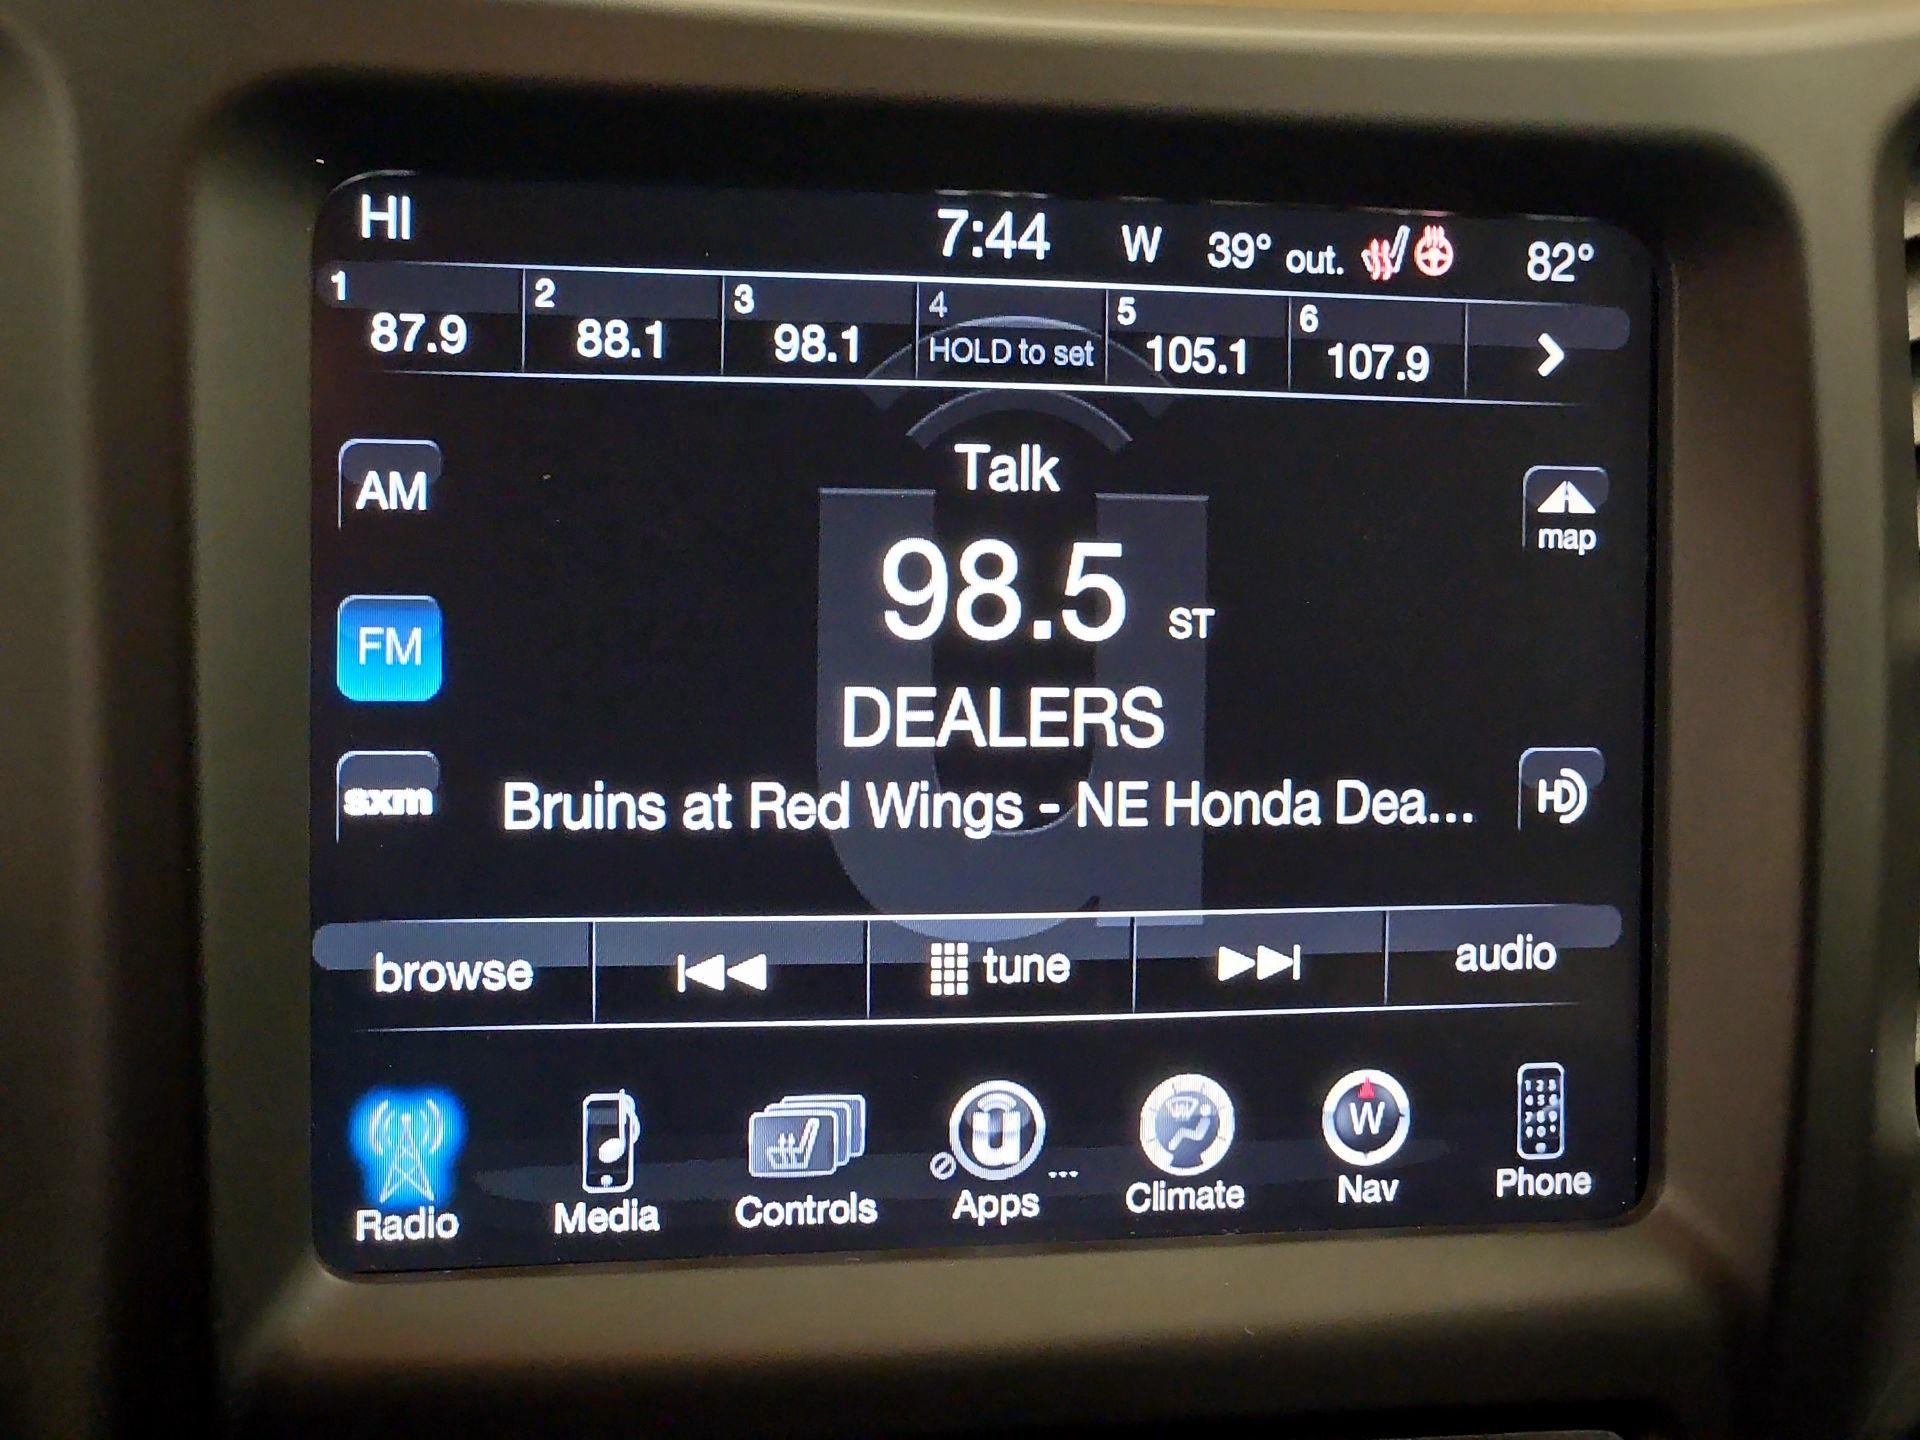 HI 7:44 W 39° out. 82°
1 2 3 4 5 6
87.9 88.1 98.1 HOLD to set 105.1 107.9
AM
Talk
map
98.5 ST
FM
DEALERS
sxm
Bruins at Red Wings - NE Honda Dea...
HD
browse tune audio
W
Radio Media Controls Apps ... Climate Nav Phone